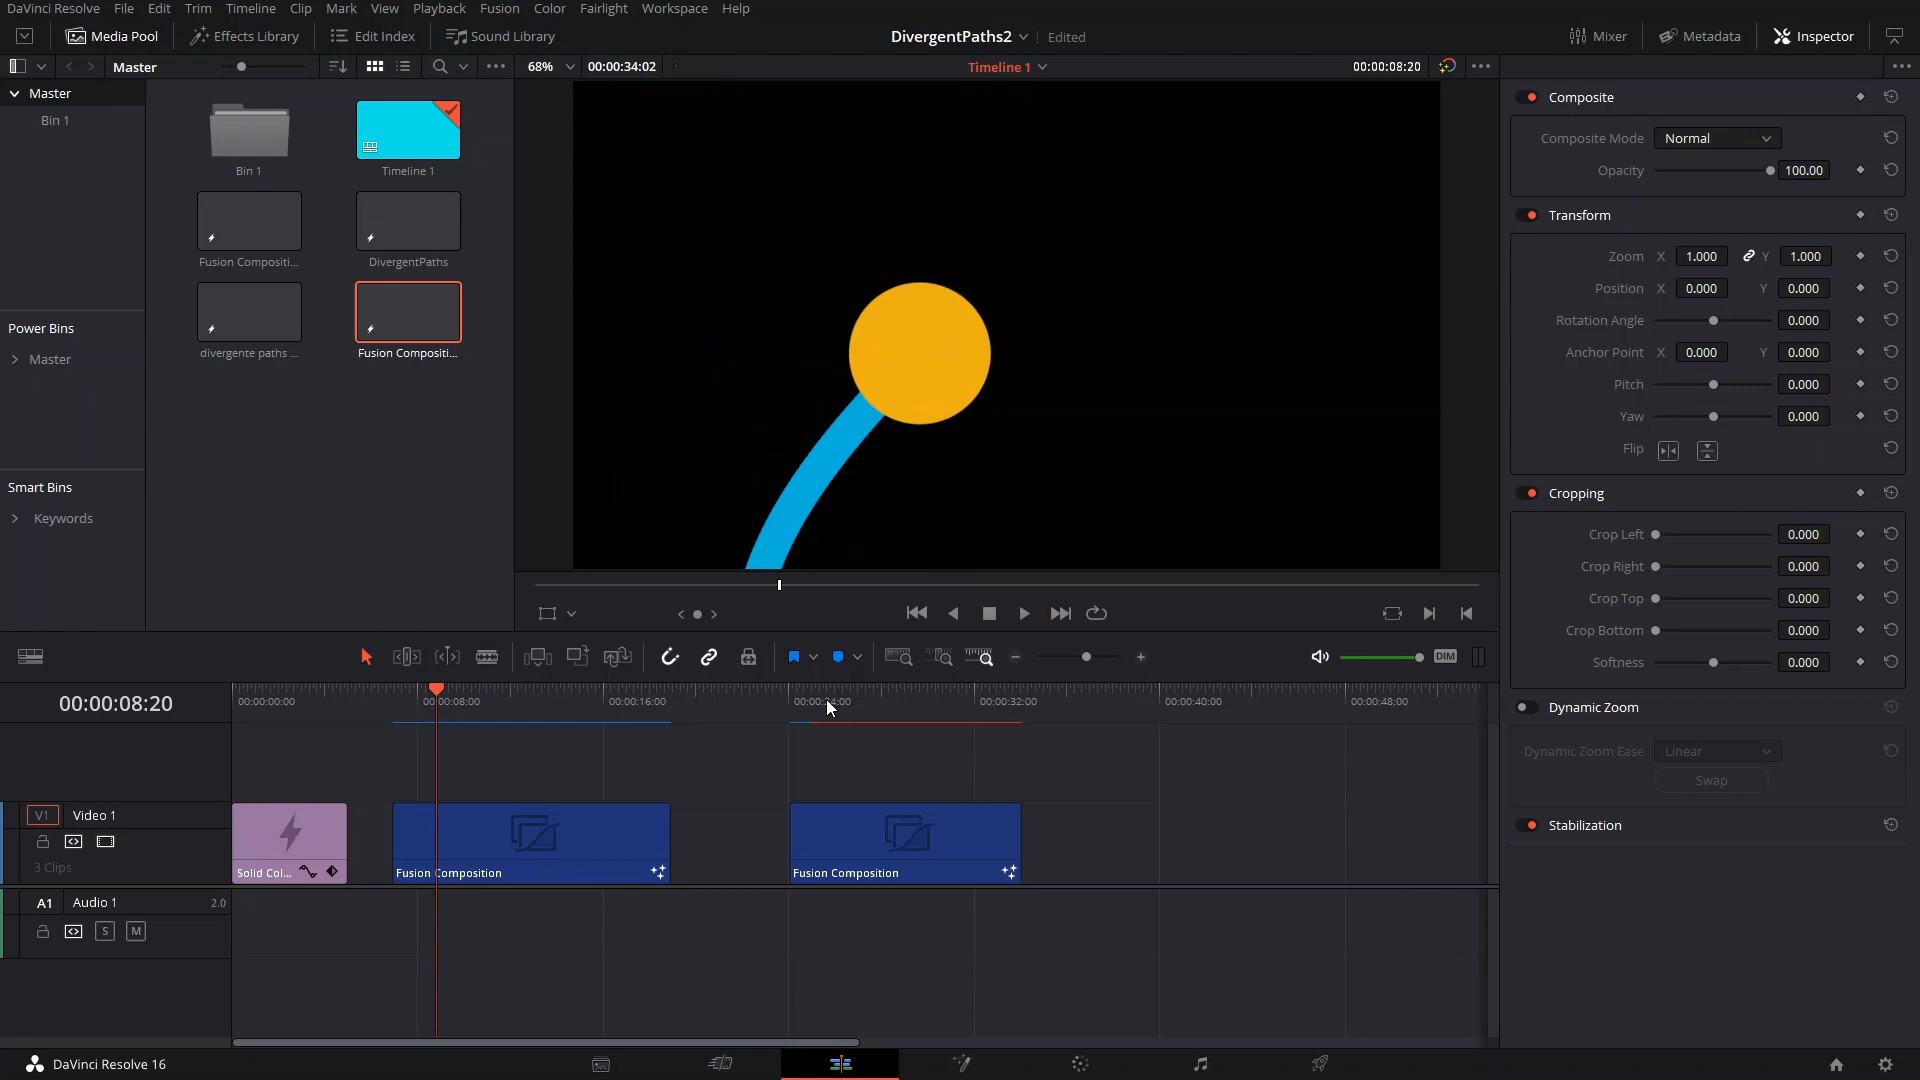 DaVinci Resolve File Edit Trim Timeline Clip Mark View Playback Fusion Color Fairlight Workspace Help
Media Pool Effects Library Edit Index Sound Library DivergentPaths2 Edited Mixer Metadata Inspector
Master 68% 00:00:34:02 Timeline 1 00:00:08:20
Master
Bin 1
Bin 1 Timeline 1
Fusion Compositi... DivergentPaths
divergente paths ... Fusion Compositi...
Power Bins
Master
Smart Bins
Keywords
Composite
Composite Mode Normal
Opacity 100.00
Transform
Zoom X 1.000 Y 1.000
Position X 0.000 Y 0.000
Rotation Angle 0.000
Anchor Point X 0.000 Y 0.000
Pitch 0.000
Yaw 0.000
Flip
Cropping
Crop Left 0.000
Crop Right 0.000
Crop Top 0.000
Crop Bottom 0.000
Softness 0.000
Dynamic Zoom
Dynamic Zoom Ease Linear
Swap
Stabilization
DIM
00:00:08:20 00:00:00:00 00:00:08:00 00:00:16:00 00:00:24:00 00:00:32:00 00:00:40:00 00:00:48:00
V1 Video 1
3 Clips
Solid Col... Fusion Composition Fusion Composition
A1 Audio 1 2.0
S M
DaVinci Resolve 16